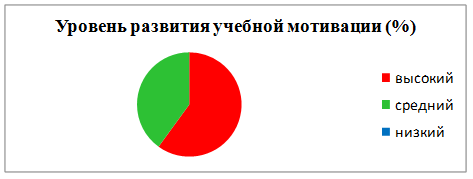 Уровень развития учебной мотивации (%)
высокий
средний
низкий